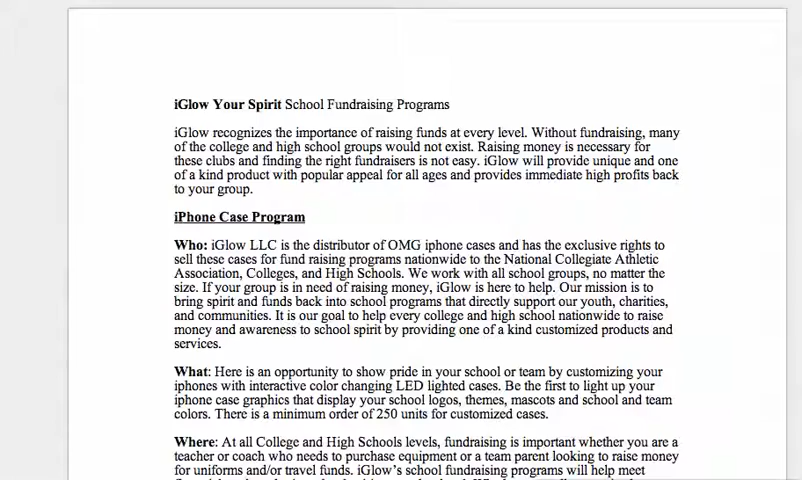 iGlow Your Spirit School Fundraising Programs
iGlow recognizes the importance of raising funds at every level. Without fundraising, many
of the college and high school groups would not exist. Raising money is necessary for
these clubs and finding the right fundraisers is not easy. iGlow will provide unique and one
of a kind product with popular appeal for all ages and provides immediate high profits back
to your group.
iPhone Case Program
Who: iGlow LLC is the distributor of OMG iphone cases and has the exclusive rights to
sell these cases for fund raising programs nationwide to the National Collegiate Athletic
Association, Colleges, and High Schools. We work with all school groups, no matter the
size. If your group is in need of raising money, iGlow is here to help. Our mission is to
bring spirit and funds back into school programs that directly support our youth, charities,
and communities. It is our goal to help every college and high school nationwide to raise
money and awareness to school spirit by providing one of a kind customized products and
services.
What: Here is an opportunity to show pride in your school or team by customizing your
iphones with interactive color changing LED lighted cases. Be the first to light up your
iphone case graphics that display your school logos, themes, mascots and school and team
colors. There is a minimum order of 250 units for customized cases.
Where: At all College and High Schools levels, fundraising is important whether you are a
teacher or coach who needs to purchase equipment or a team parent looking to raise money
for uniforms and/or travel funds. iGlow's school fundraising programs will help meet